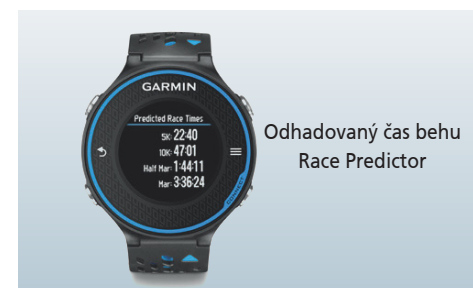 GARMIN
Predicted Race Times
5K: 22:40
10K: 47:01
Half Mar: 1:44:11
Mar: 3:36:24
Odhadovaný čas behu
Race Predictor